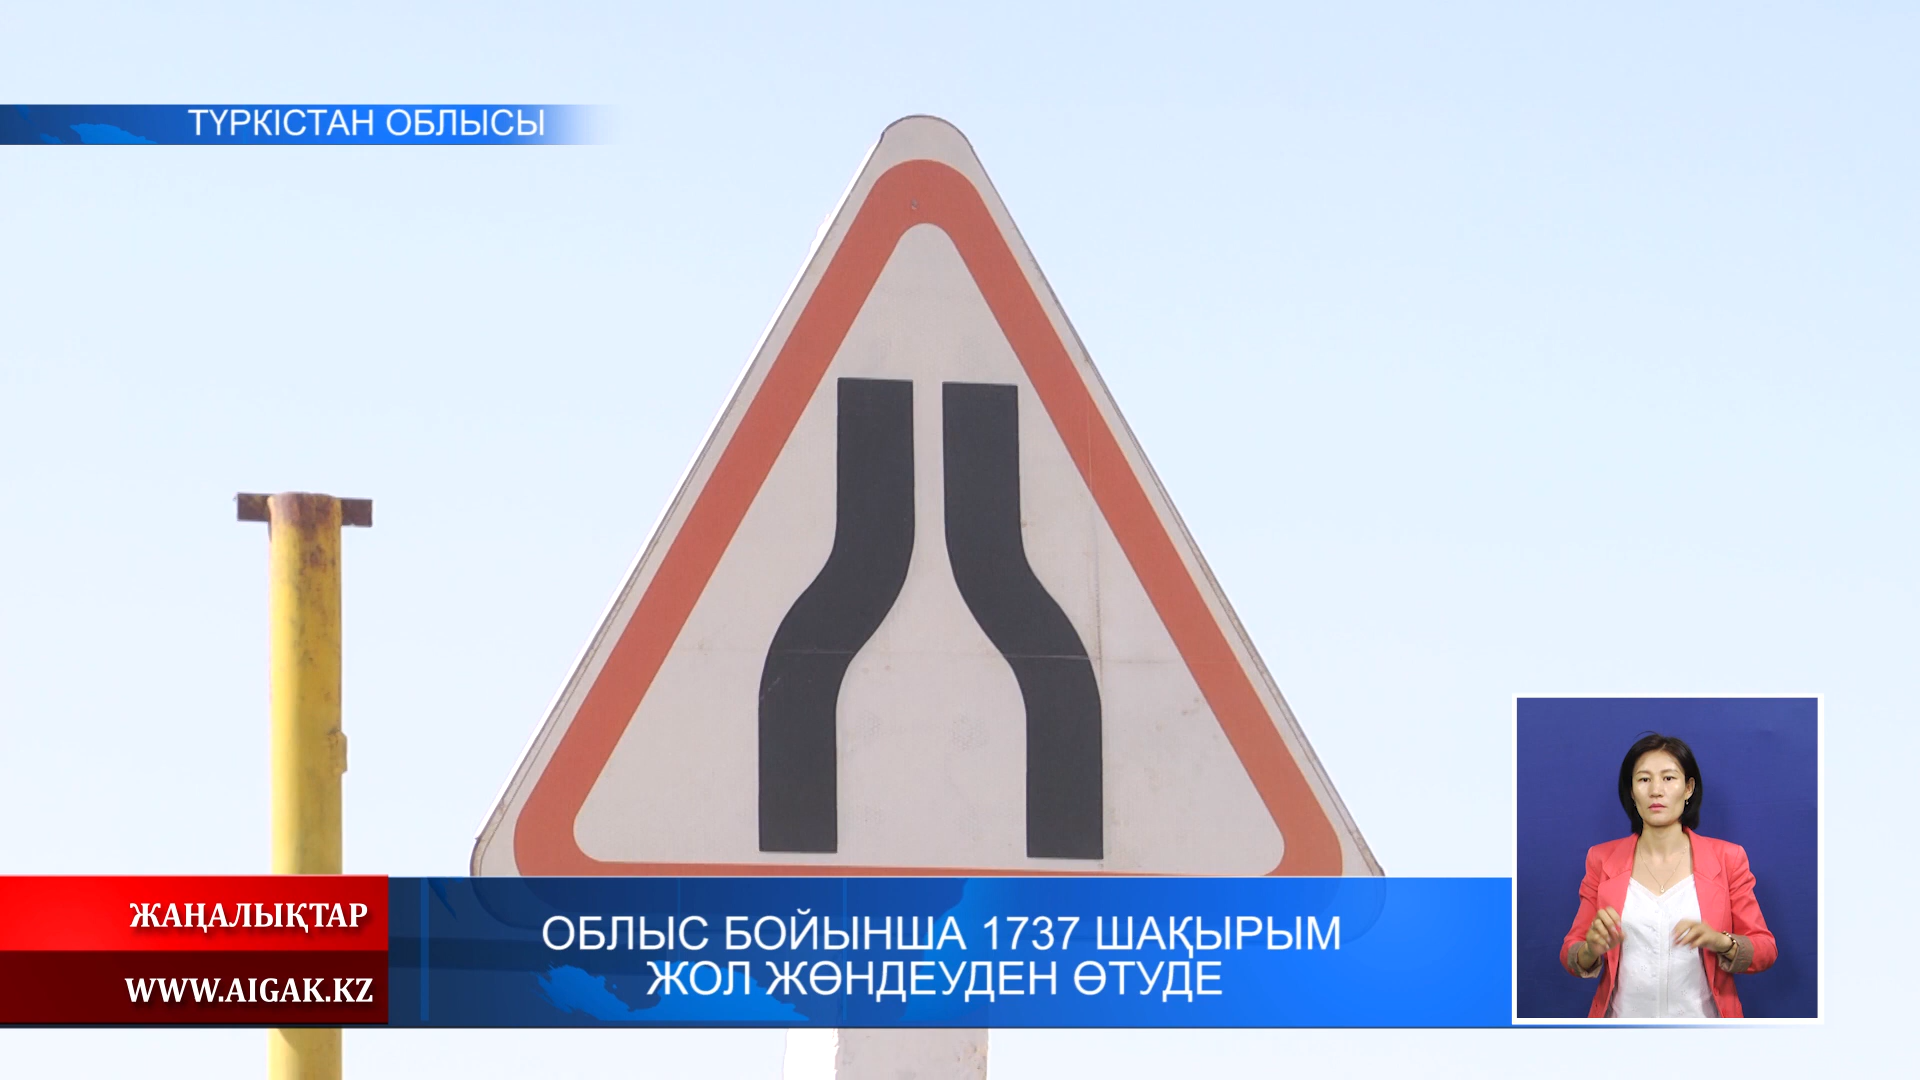 ТҮРКІСТАН ОБЛЫСЫ
ЖАҢАЛЫҚТАР
WWW.AIGAK.KZ
ОБЛЫС БОЙЫНША 1737 ШАҚЫРЫМ
ЖОЛ ЖӨНДЕУДЕН ӨТУДЕ